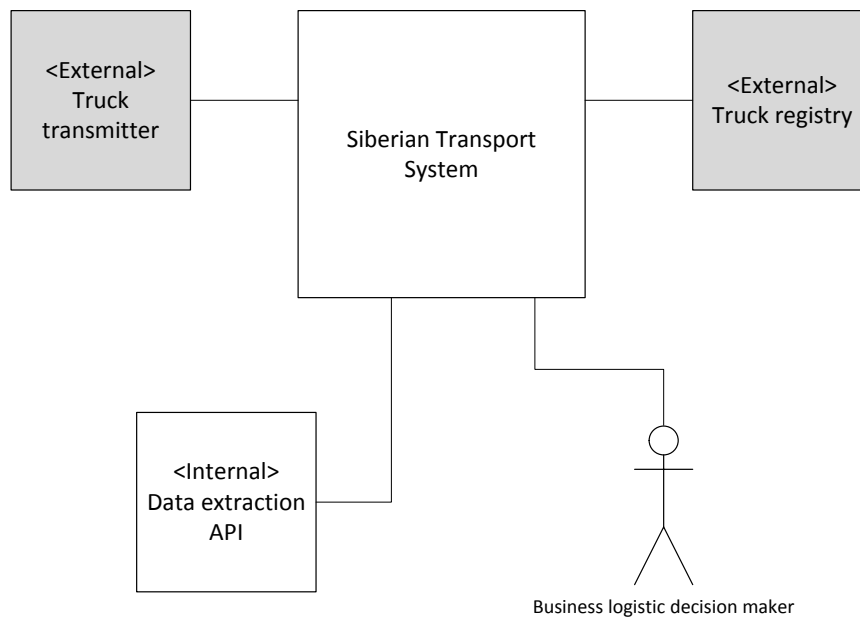 <External>
Truck
transmitter
Siberian Transport
System
<External>
Truck registry
<Internal>
Data extraction
API
Business logistic decision maker